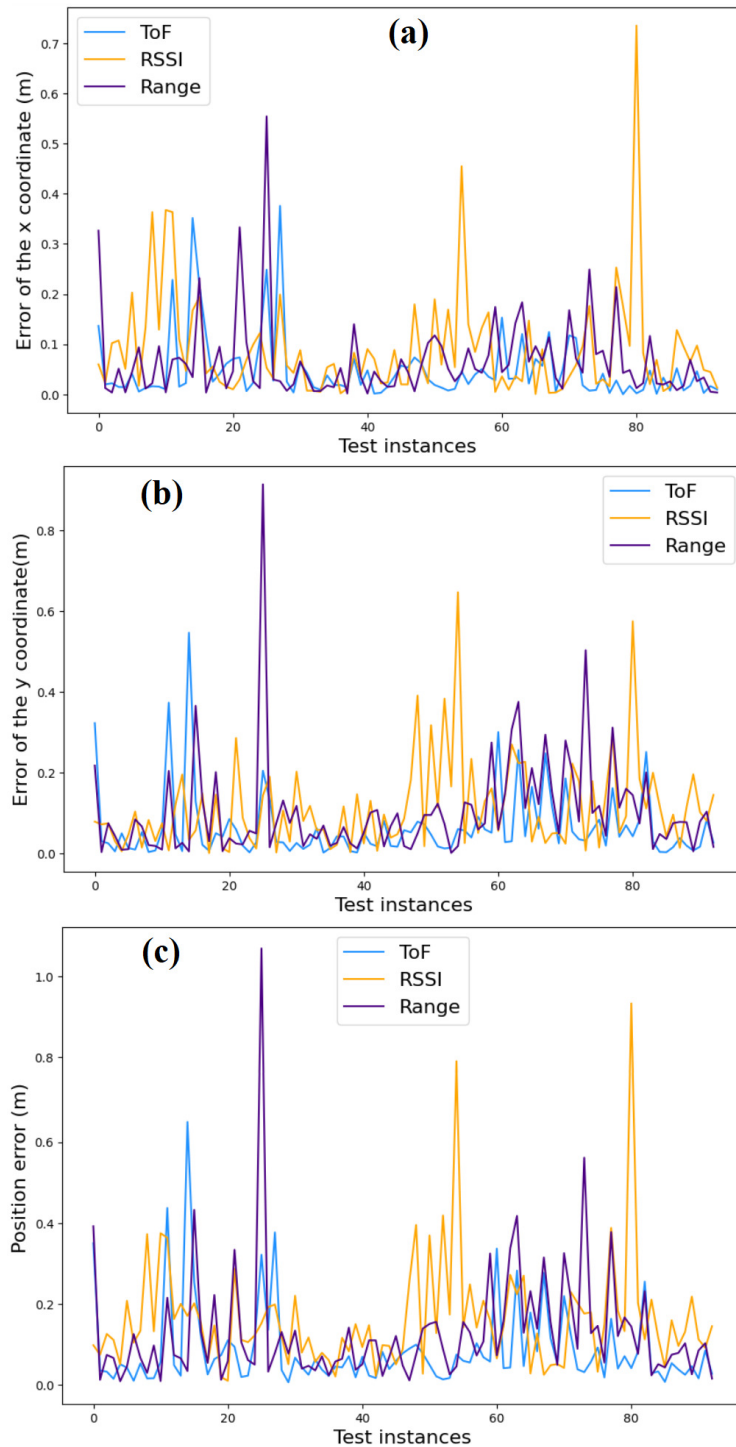 (a)
ToF
RSSI
Range
Error of the x coordinate (m)
0.7
0.6
0.5
0.4
0.3
0.2
0.1
0.0
0 20 40 60 80
Test instances
(b)
ToF
RSSI
Range
Error of the y coordinate(m)
0.8
0.6
0.4
0.2
0.0
0 20 40 60 80
Test instances
(c)
ToF
RSSI
Range
Position error (m)
1.0
0.8
0.6
0.4
0.2
0.0
0 20 40 60 80
Test instances